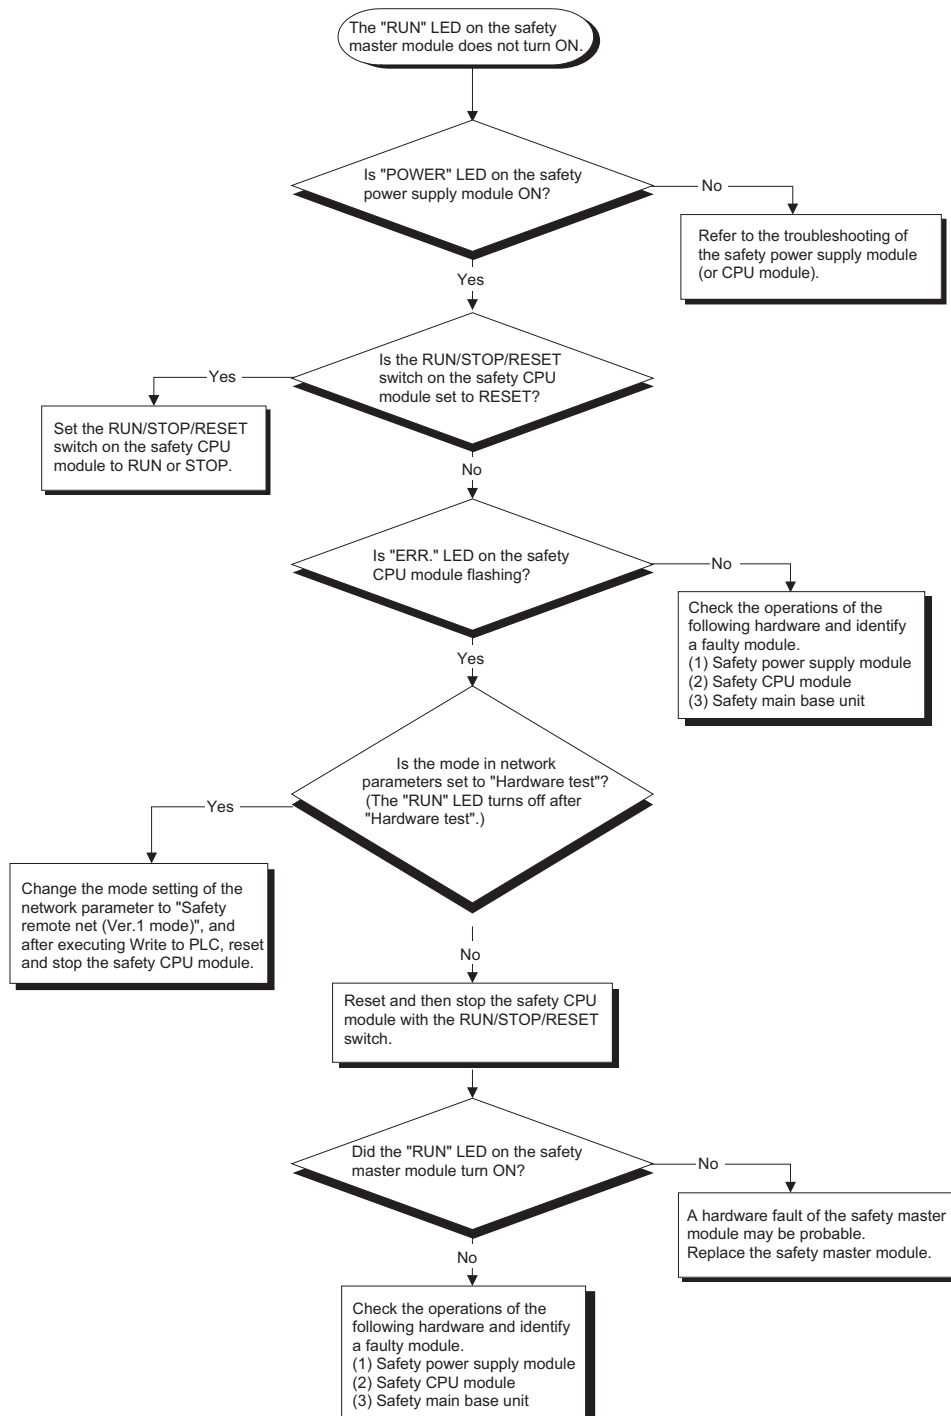 The "RUN" LED on the safety
master module does not turn ON.
Is "POWER" LED on the safety
power supply module ON?
No
Refer to the troubleshooting of
the safety power supply module
(or CPU module).
Yes
Is the RUN/STOP/RESET
switch on the safety CPU
module set to RESET?
Yes
Set the RUN/STOP/RESET
switch on the safety CPU
module to RUN or STOP.
No
Is "ERR." LED on the safety
CPU module flashing?
No
Check the operations of the
following hardware and identify
a faulty module.
(1) Safety power supply module
(2) Safety CPU module
(3) Safety main base unit
Yes
Is the mode in network
parameters set to "Hardware test"?
(The "RUN" LED turns off after
"Hardware test".)
Yes
Change the mode setting of the
network parameter to "Safety
remote net (Ver.1 mode)", and
after executing Write to PLC, reset
and stop the safety CPU module.
No
Reset and then stop the safety CPU
module with the RUN/STOP/RESET
switch.
Did the "RUN" LED on the safety
master module turn ON?
No
A hardware fault of the safety master
module may be probable.
Replace the safety master module.
No
Check the operations of the
following hardware and identify
a faulty module.
(1) Safety power supply module
(2) Safety CPU module
(3) Safety main base unit